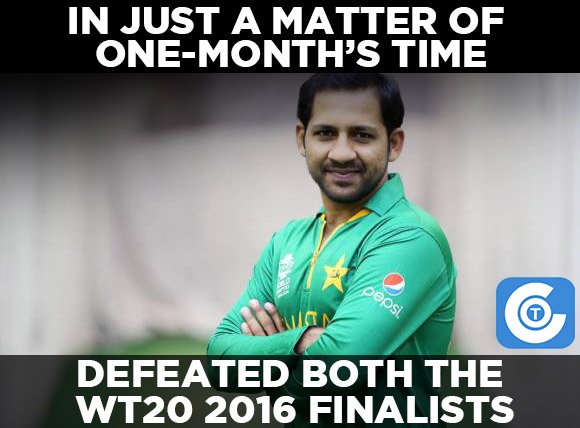 IN JUST A MATTER OF
ONE-MONTH'S TIME
pepsi
T
DEFEATED BOTH THE
WT20 2016 FINALISTS